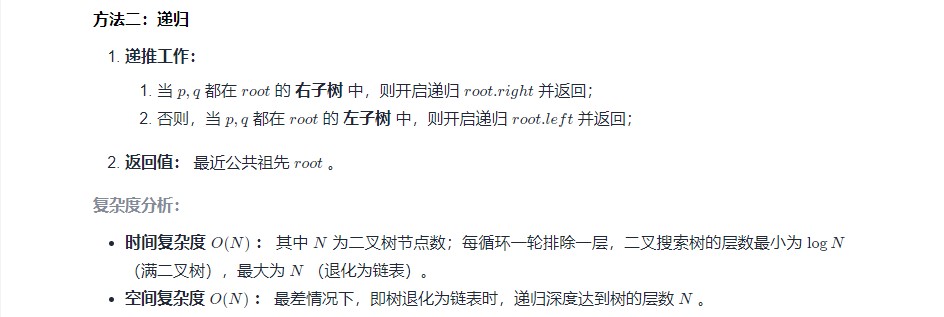 方法二：递归
1. 递推工作：
1. 当 p, q 都在 root 的 右子树 中，则开启递归 root.right 并返回；
2. 否则，当 p, q 都在 root 的 左子树 中，则开启递归 root.left 并返回；
2. 返回值： 最近公共祖先 root 。
复杂度分析：
• 时间复杂度 O(N) ： 其中 N 为二叉树节点数；每循环一轮排除一层，二叉搜索树的层数最小为 log N
（满二叉树），最大为 N （退化为链表）。
• 空间复杂度 O(N) ： 最差情况下，即树退化为链表时，递归深度达到树的层数 N 。